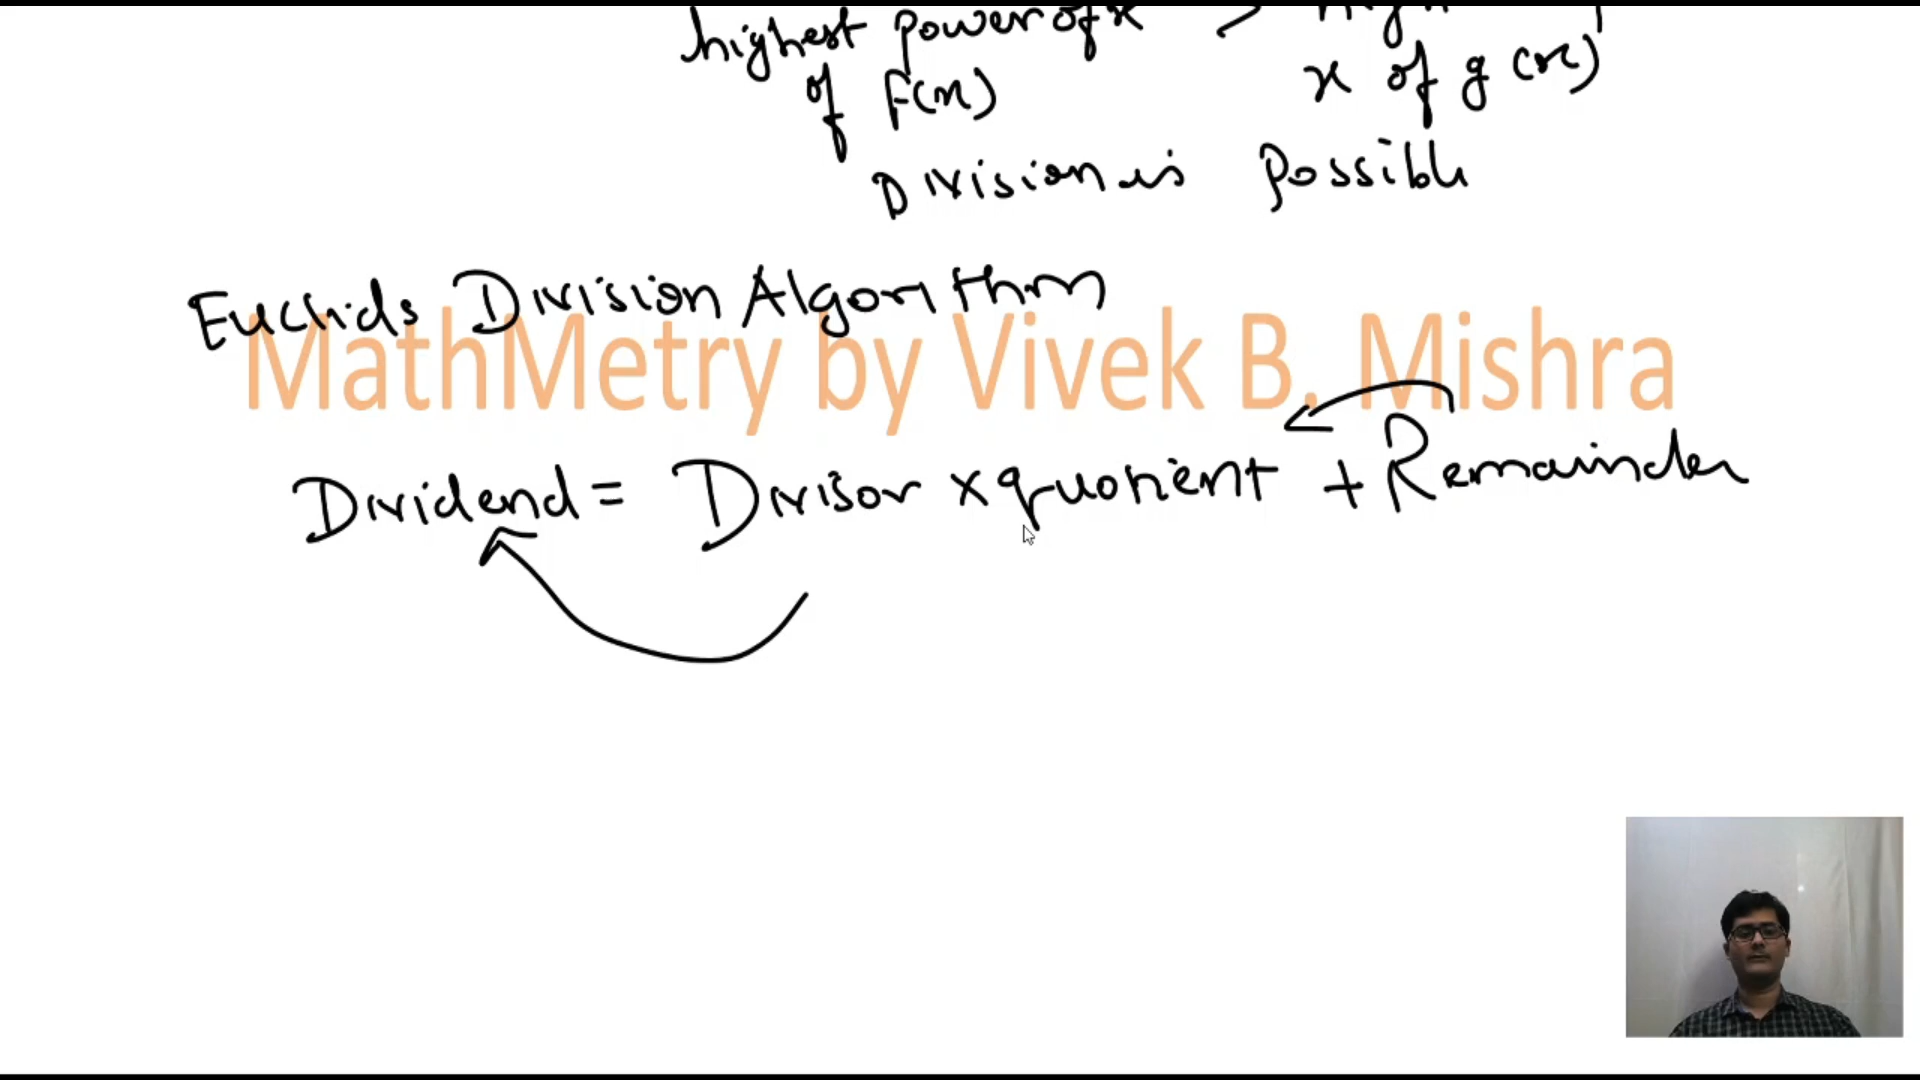 highest power of x >
of F(x) x of g(x)
Division is possible
Euclids Division Algorithm
MathMetry by Vivek B. Mishra
Dividend = Divisor x quotient + Remainder